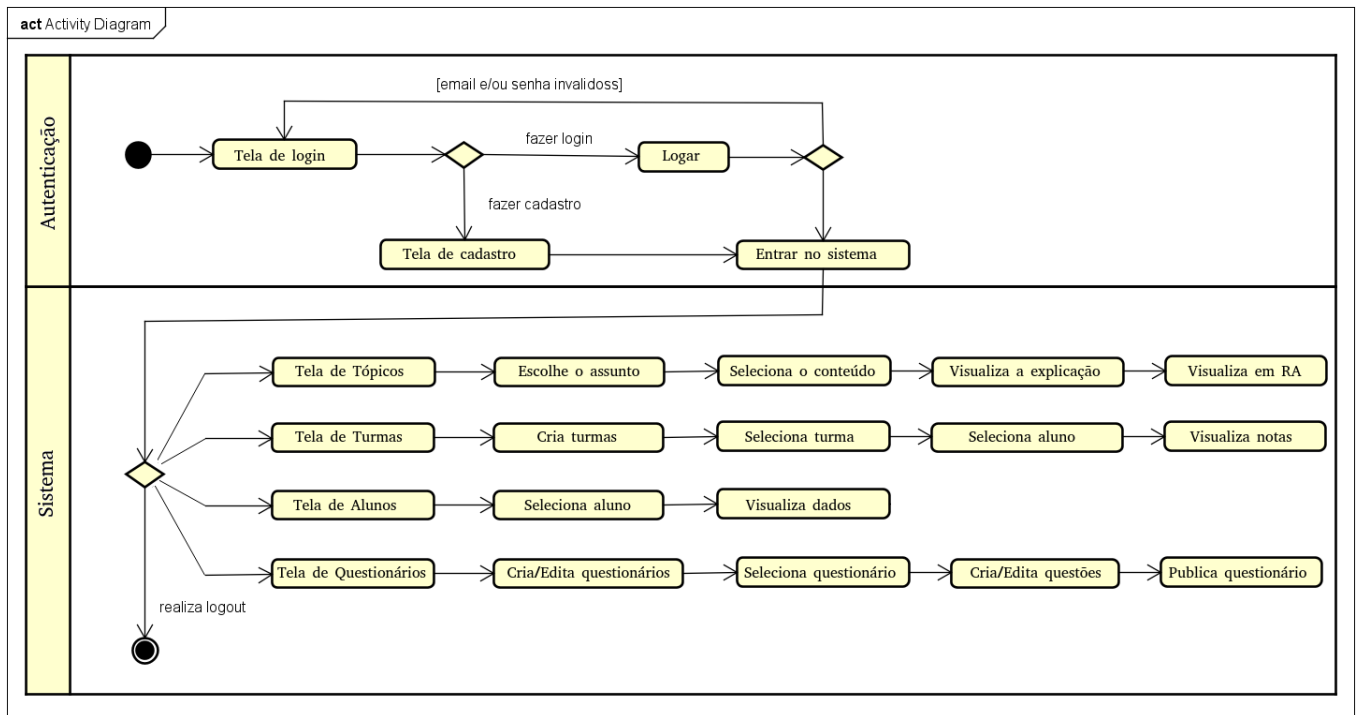 act Activity Diagram
Autenticação
[email e/ou senha invalidoss]
Tela de login
fazer login
Logar
fazer cadastro
Tela de cadastro
Entrar no sistema
Sistema
Tela de Tópicos
Escolhe o assunto
Seleciona o conteúdo
Visualiza a explicação
Visualiza em RA
Tela de Turmas
Cria turmas
Seleciona turma
Seleciona aluno
Visualiza notas
Tela de Alunos
Seleciona aluno
Visualiza dados
Tela de Questionários
Cria/Edita questionários
Seleciona questionário
Cria/Edita questões
Publica questionário
realiza logout